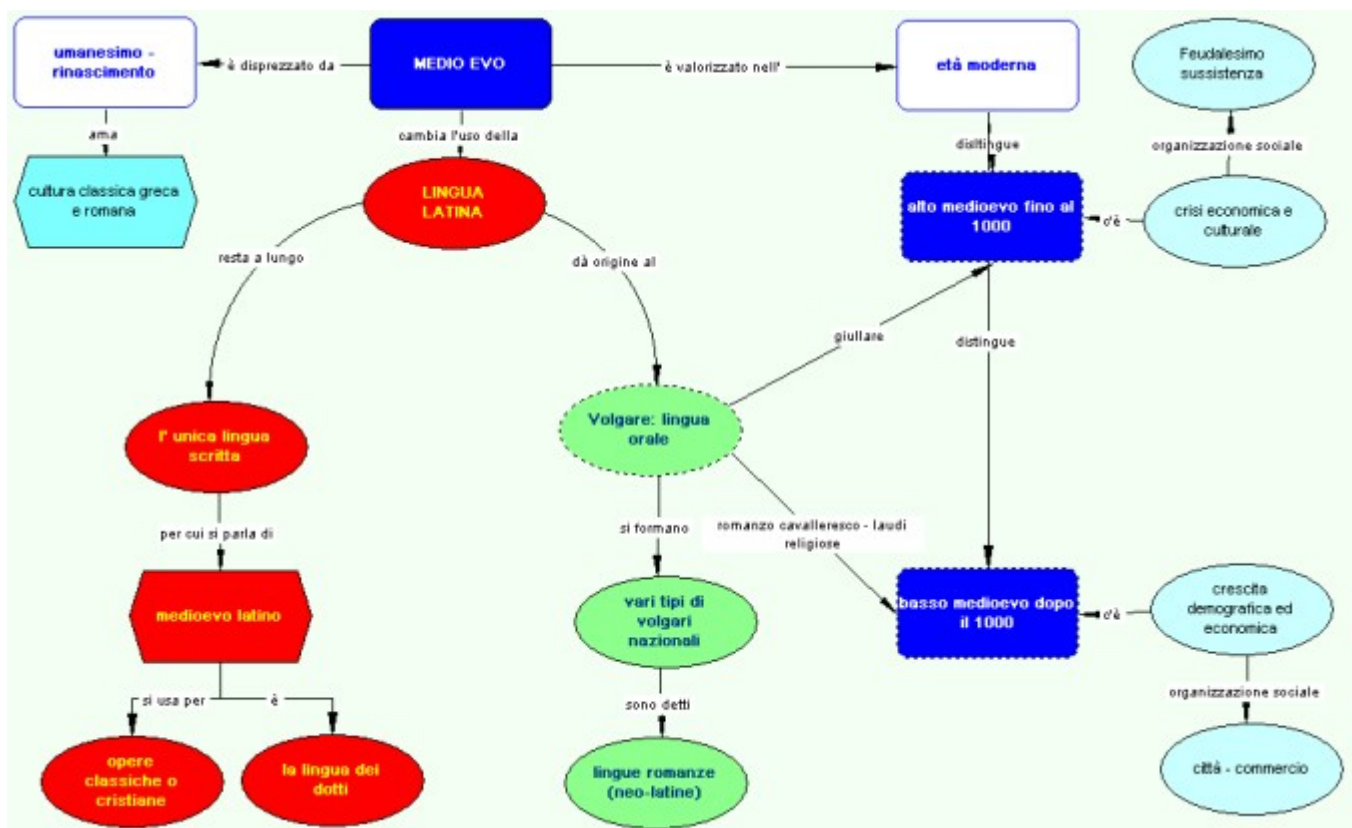 umanesimo -
rinascimento
è disprezzato da
MEDIO EVO
è valorizzato nell'
età moderna
Feudalesimo
sussistenza
ama
cambia l'uso della
disltingue
organizzazione sociale
cultura classica greca
e romana
LINGUA
LATINA
alto medioevo fino al
1000
c'è
crisi economica e
culturale
resta a lungo
dà origine al
giullare
distingue
l' unica lingua
scritta
Volgare: lingua
orale
per cui si parla di
si formano
romanzo cavalleresco - laudi
religiose
medioevo latino
vari tipi di
volgari
nazionali
basso medioevo dopo
il 1000
c'è
crescita
demografica ed
economica
si usa per
è
sono detti
organizzazione sociale
opere
classiche o
cristiane
la lingua dei
dotti
lingue romanze
(neo-latine)
città - commercio